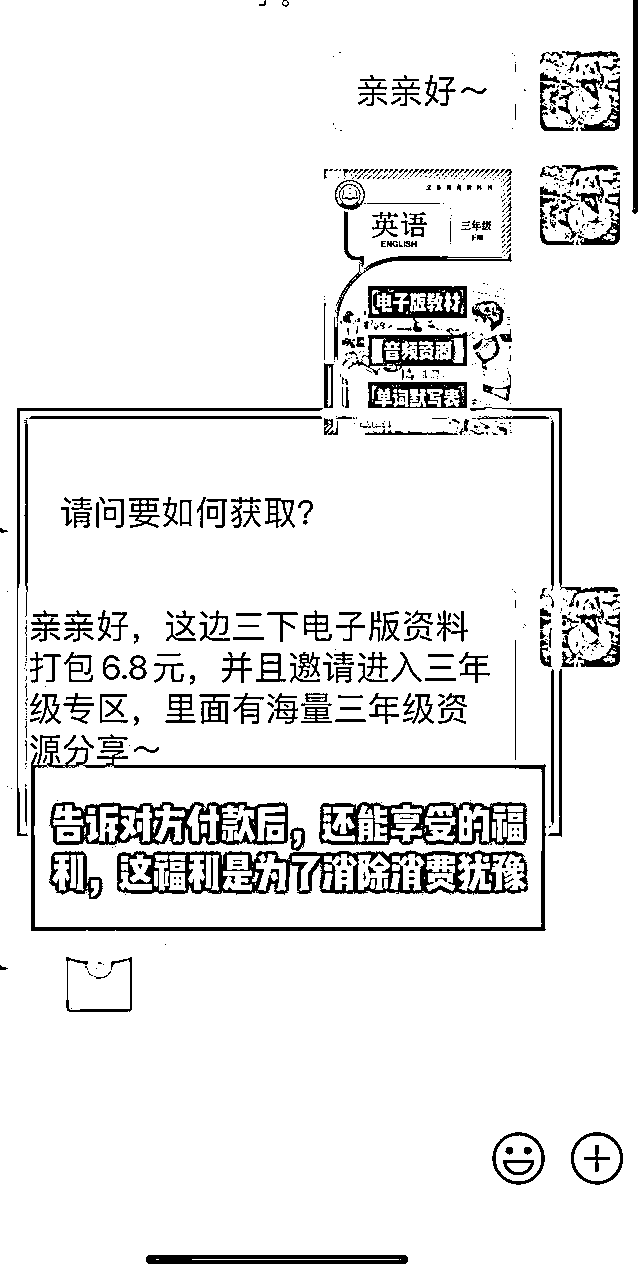 亲亲好～
英语
ENGLISH
三年级
下册
电子版教材
音频资源
单词默写表
请问要如何获取？
亲亲好，这边三下电子版资料
打包6.8元，并且邀请进入三年
级专区，里面有海量三年级资
源分享～
告诉对方付款后，还能享受的福
利，这福利是为了消除消费犹豫